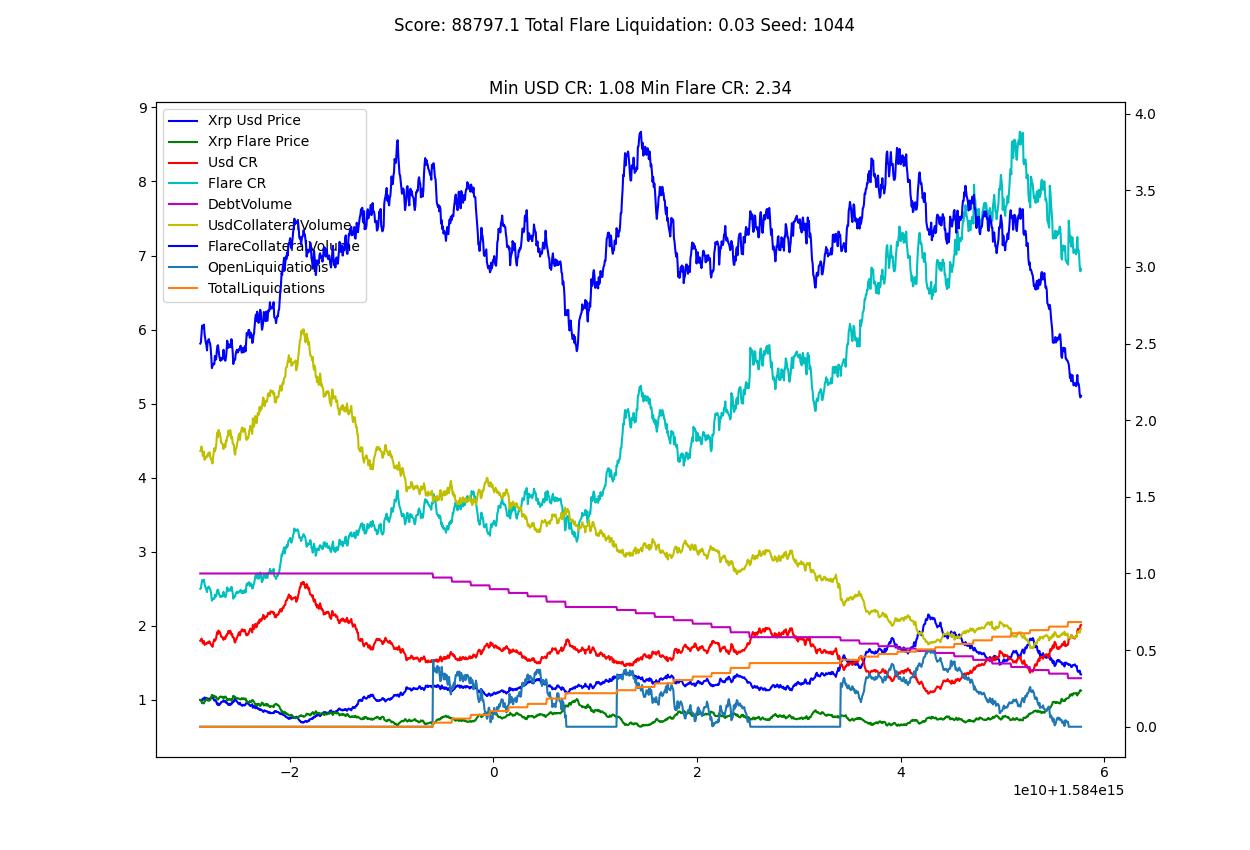 Score: 88797.1 Total Flare Liquidation: 0.03 Seed: 1044
Min USD CR: 1.08 Min Flare CR: 2.34
9
8
7
6
5
4
3
2
1
Xrp Usd Price
Xrp Flare Price
Usd CR
Flare CR
DebtVolume
UsdCollateralVolume
FlareCollateralVolume
OpenLiquidations
TotalLiquidations
4.0
3.5
3.0
2.5
2.0
1.5
1.0
0.5
0.0
−2 0 2 4 6
1e10+1.584e15